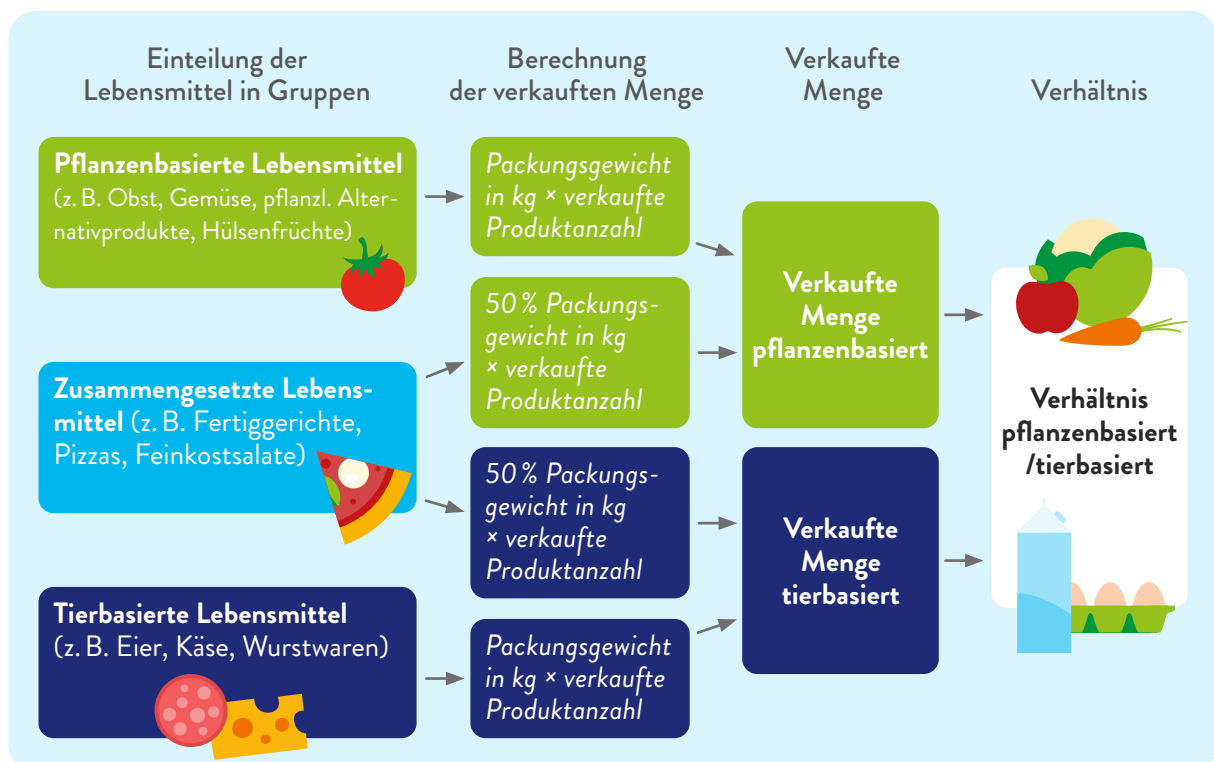 Einteilung der
Lebensmittel in Gruppen
Berechnung
der verkauften Menge
Verkaufte
Menge
Verhältnis
Pflanzenbasierte Lebensmittel
(z. B. Obst, Gemüse, pflanzl. Alter-
nativprodukte, Hülsenfrüchte)
Packungsgewicht
in kg × verkaufte
Produktanzahl
50 % Packungs-
gewicht in kg
× verkaufte
Produktanzahl
Verkaufte
Menge
pflanzenbasiert
Zusammengesetzte Lebens-
mittel (z. B. Fertiggerichte,
Pizzas, Feinkostsalate)
Verhältnis
pflanzenbasiert
/tierbasiert
50 % Packungs-
gewicht in kg
× verkaufte
Produktanzahl
Verkaufte
Menge
tierbasiert
Tierbasierte Lebensmittel
(z. B. Eier, Käse, Wurstwaren)
Packungsgewicht
in kg × verkaufte
Produktanzahl